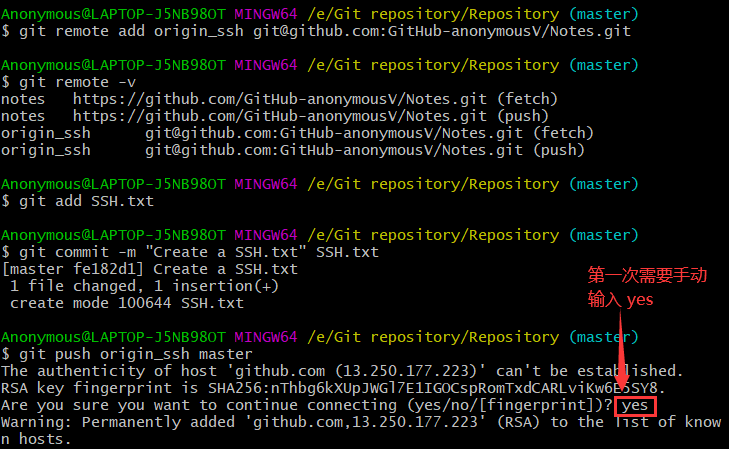 Anonymous@LAPTOP-J5NB98OT MINGW64 /e/Git repository/Repository (master)
$ git remote add origin_ssh git@github.com:GitHub-anonymousV/Notes.git
Anonymous@LAPTOP-J5NB98OT MINGW64 /e/Git repository/Repository (master)
$ git remote -v
notes   https://github.com/GitHub-anonymousV/Notes.git (fetch)
notes   https://github.com/GitHub-anonymousV/Notes.git (push)
origin_ssh      git@github.com:GitHub-anonymousV/Notes.git (fetch)
origin_ssh      git@github.com:GitHub-anonymousV/Notes.git (push)
Anonymous@LAPTOP-J5NB98OT MINGW64 /e/Git repository/Repository (master)
$ git add SSH.txt
Anonymous@LAPTOP-J5NB98OT MINGW64 /e/Git repository/Repository (master)
$ git commit -m "Create a SSH.txt" SSH.txt
[master fe182d1] Create a SSH.txt
1 file changed, 1 insertion(+)
create mode 100644 SSH.txt
第一次需要手动
输入 yes
Anonymous@LAPTOP-J5NB98OT MINGW64 /e/Git repository/Repository (master)
$ git push origin_ssh master
The authenticity of host 'github.com (13.250.177.223)' can't be established.
RSA key fingerprint is
Are you sure you want to continue connecting (yes/no/[fingerprint])? yes
Warning: Permanently added 'github.com,13.250.177.223' (RSA) to the list of know
n hosts.